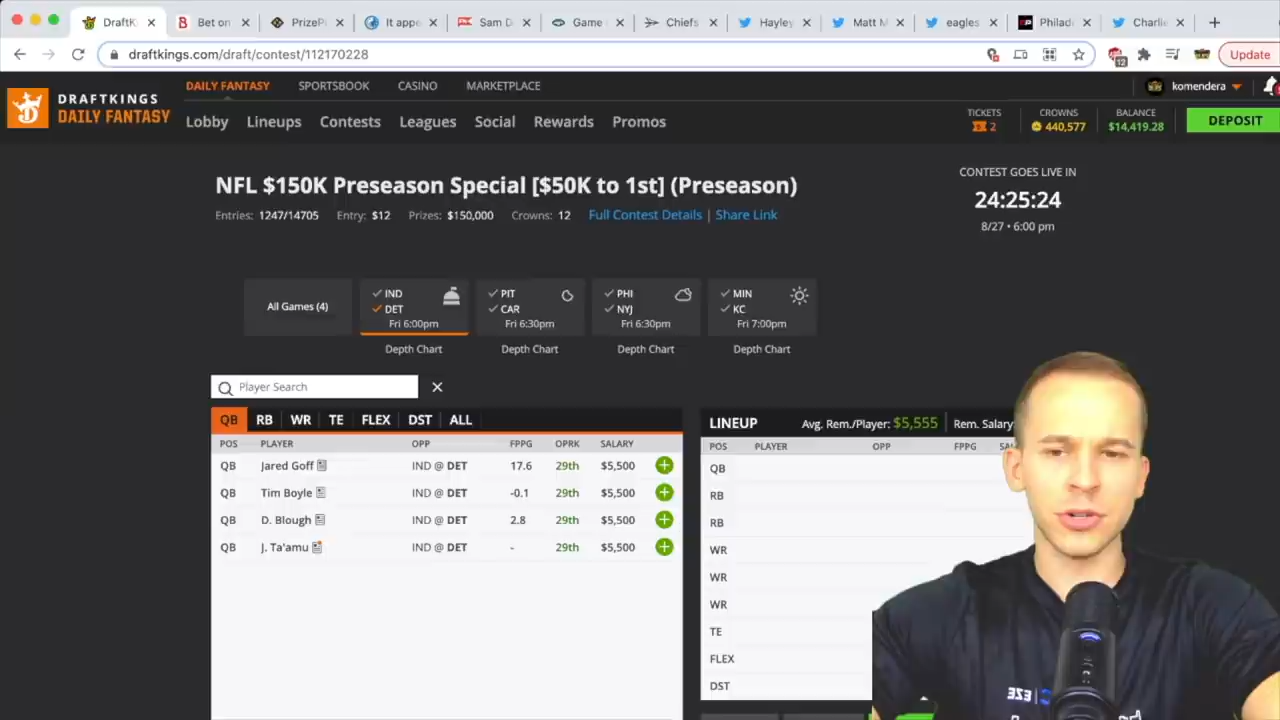 DraftKi
Bet on
PrizePi
It appe
Sam D
Game
Chiefs
Hayley
Matt M
eagles
Philad
Charlie
draftkings.com/draft/contest/112170228
12
Update
DRAFTKINGS
DAILY FANTASY
DAILY FANTASY SPORTSBOOK CASINO MARKETPLACE
komendera
Lobby Lineups Contests Leagues Social Rewards Promos
TICKETS
2
CROWNS
440,577
BALANCE
$14,419.28
DEPOSIT
NFL $150K Preseason Special [$50K to 1st] (Preseason)
Entries: 1247/14705 Entry: $12 Prizes: $150,000 Crowns: 12 Full Contest Details | Share Link
CONTEST GOES LIVE IN
24:25:24
8/27 • 6:00 pm
All Games (4)
IND
DET
Fri 6:00pm
Depth Chart
PIT
CAR
Fri 6:30pm
Depth Chart
PHI
NYJ
Fri 6:30pm
Depth Chart
MIN
KC
Fri 7:00pm
Depth Chart
Player Search
QB RB WR TE FLEX DST ALL
POS PLAYER OPP FPPG OPRK SALARY
QB Jared Goff IND @ DET 17.6 29th $5,500
QB Tim Boyle IND @ DET -0.1 29th $5,500
QB D. Blough IND @ DET 2.8 29th $5,500
QB J. Ta'amu IND @ DET - 29th $5,500
LINEUP Avg. Rem./Player: $5,555 Rem. Salary
POS PLAYER OPP FPPG SA
QB
RB
RB
WR
WR
WR
TE
FLEX
DST
EZE